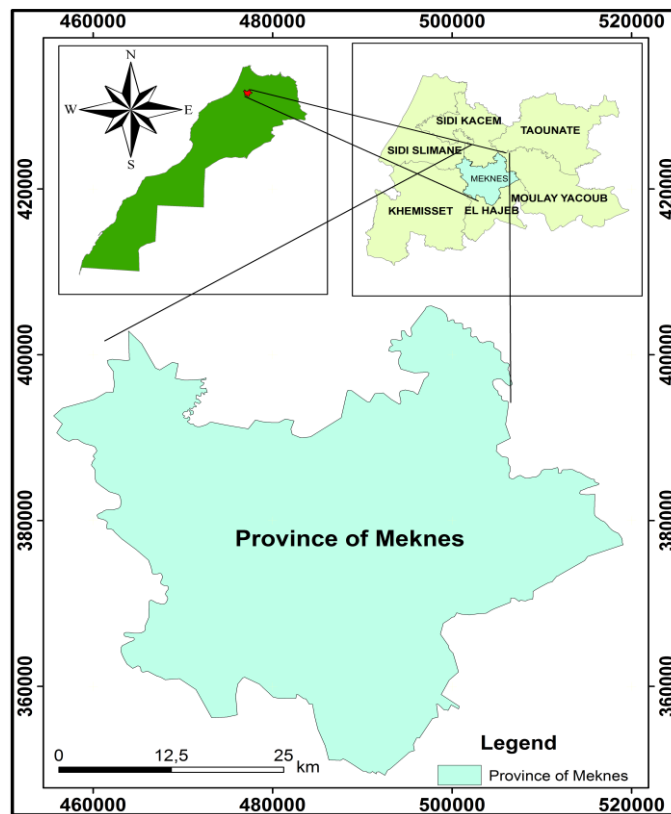 460000 480000 500000 520000
N
W E
S
SIDI KACEM
TAOUNATE
SIDI SLIMANE
MEKNES
MOULAY YACOUB
KHEMISSET
EL HAJEB
420000 420000
400000 400000
380000 380000
360000 360000
Province of Meknes
0 12,5 25
km
Legend
Province of Meknes
460000 480000 500000 520000